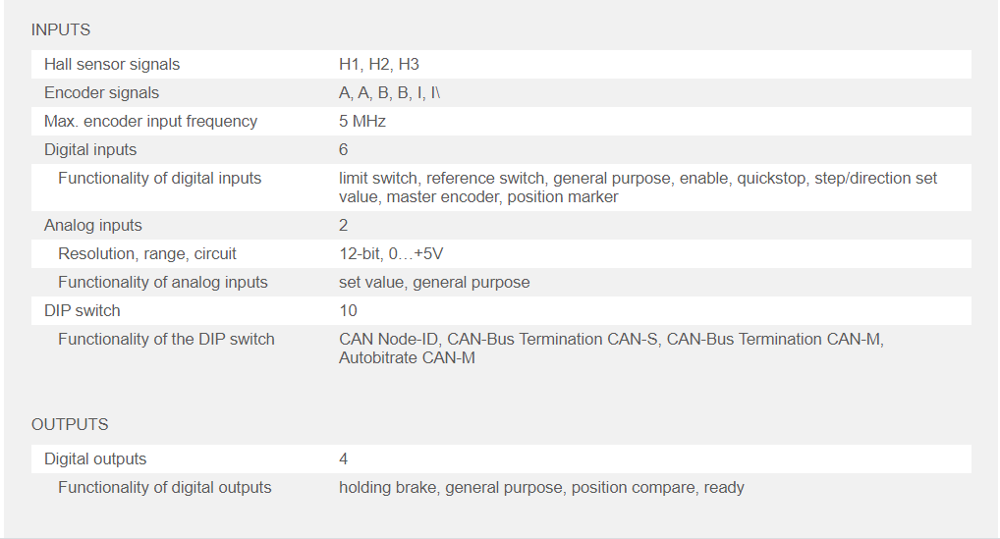 INPUTS
Hall sensor signals H1, H2, H3
Encoder signals A, A, B, B, I, I\
Max. encoder input frequency 5 MHz
Digital inputs 6
Functionality of digital inputs limit switch, reference switch, general purpose, enable, quickstop, step/direction set
value, master encoder, position marker
Analog inputs 2
Resolution, range, circuit 12-bit, 0…+5V
Functionality of analog inputs set value, general purpose
DIP switch 10
Functionality of the DIP switch CAN Node-ID, CAN-Bus Termination CAN-S, CAN-Bus Termination CAN-M,
Autobitrate CAN-M
OUTPUTS
Digital outputs 4
Functionality of digital outputs holding brake, general purpose, position compare, ready